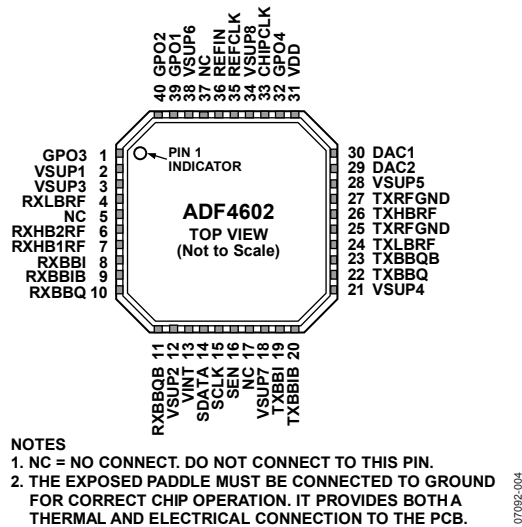 40 GPO2
39 GPO1
38 VSUP6
37 NC
36 REFIN
35 REFCLK
34 VSUP8
33 CHIPCLK
32 GPO4
31 VDD
GPO3 1
VSUP1 2
VSUP3 3
RXLBRF 4
NC 5
RXHB2RF 6
RXHB1RF 7
RXBBI 8
RXBBIB 9
RXBBQ 10
PIN 1
INDICATOR
ADF4602
TOP VIEW
(Not to Scale)
30 DAC1
29 DAC2
28 VSUP5
27 TXRFGND
26 TXHBRF
25 TXRFGND
24 TXLBRF
23 TXBBQB
22 TXBBQ
21 VSUP4
RXBBQB 11
VSUP2 12
VINT 13
SDATA 14
SCLK 15
SEN 16
NC 17
VSUP7 18
TXBBI 19
TXBBIB 20
NOTES
1. NC = NO CONNECT. DO NOT CONNECT TO THIS PIN.
2. THE EXPOSED PADDLE MUST BE CONNECTED TO GROUND
FOR CORRECT CHIP OPERATION. IT PROVIDES BOTH A
THERMAL AND ELECTRICAL CONNECTION TO THE PCB.
07092-004